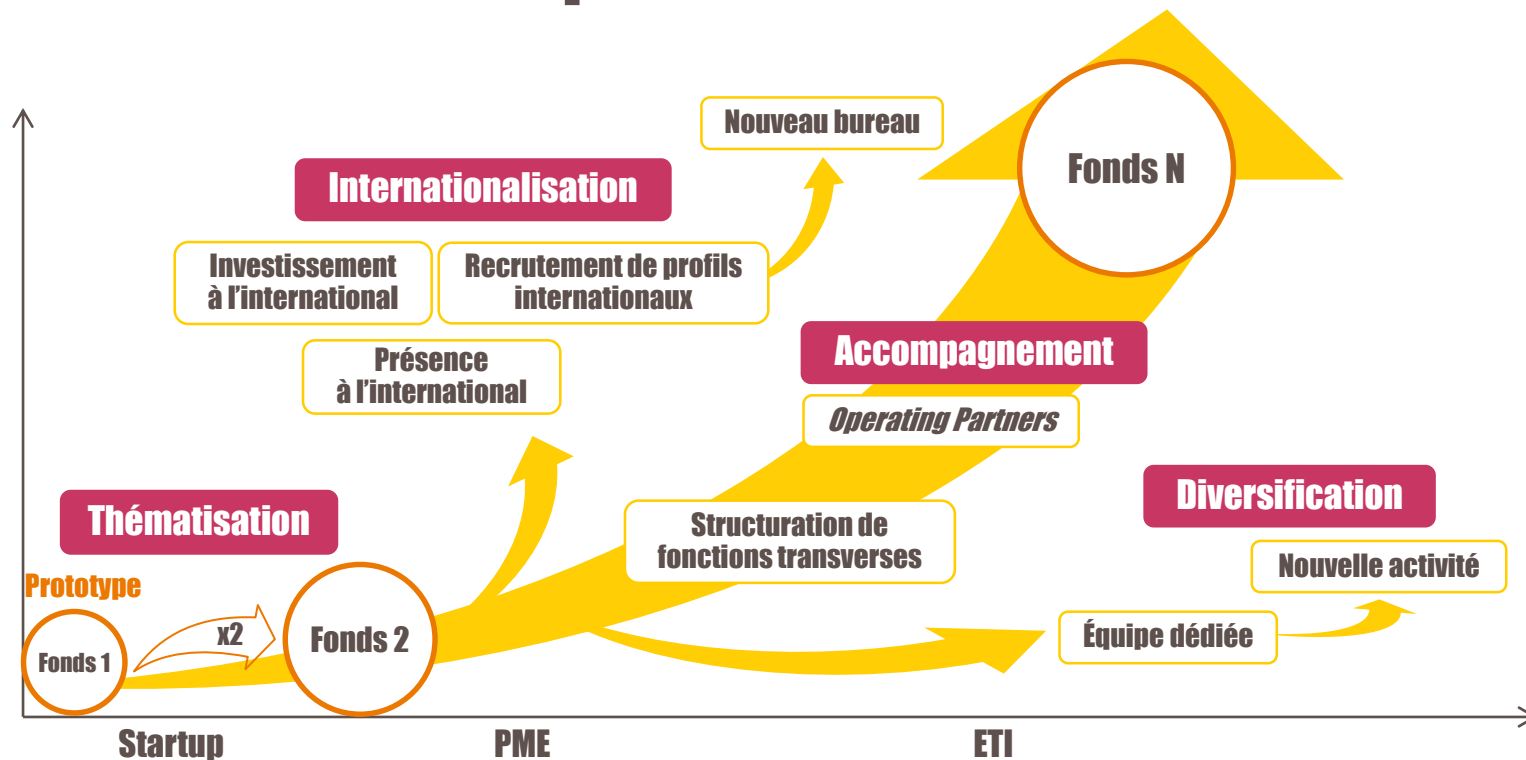 Nouveau bureau
Internationalisation
Fonds N
Investissement
à l'international
Recrutement de profils
internationaux
Présence
à l'international
Accompagnement
Operating Partners
Thématisation
Diversification
Structuration de
fonctions transverses
Prototype
Nouvelle activité
x2
Fonds 1
Fonds 2
Équipe dédiée
Startup
PME
ETI